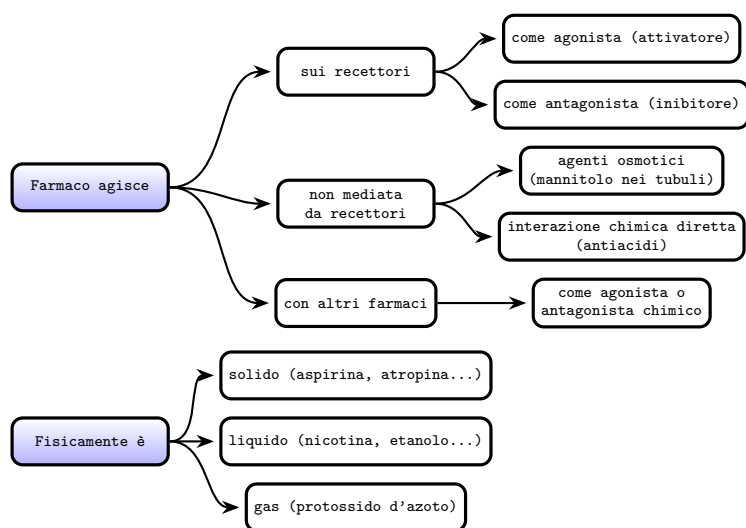 Farmaco agisce
sui recettori
come agonista (attivatore)
come antagonista (inibitore)
non mediata
da recettori
agenti osmotici
(mannitolo nei tubuli)
interazione chimica diretta
(antiacidi)
con altri farmaci
come agonista o
antagonista chimico
Fisicamente è
solido (aspirina, atropina...)
liquido (nicotina, etanolo...)
gas (protossido d'azoto)